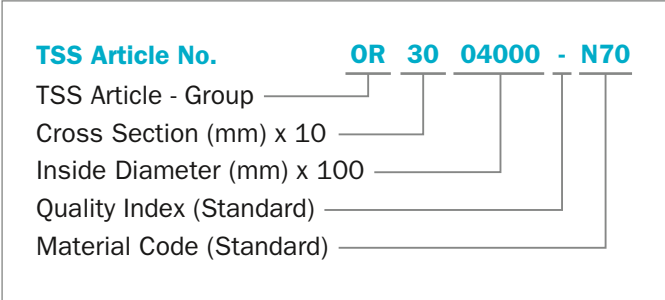 TSS Article No. OR 30 04000 - N70
TSS Article - Group
Cross Section (mm) x 10
Inside Diameter (mm) x 100
Quality Index (Standard)
Material Code (Standard)